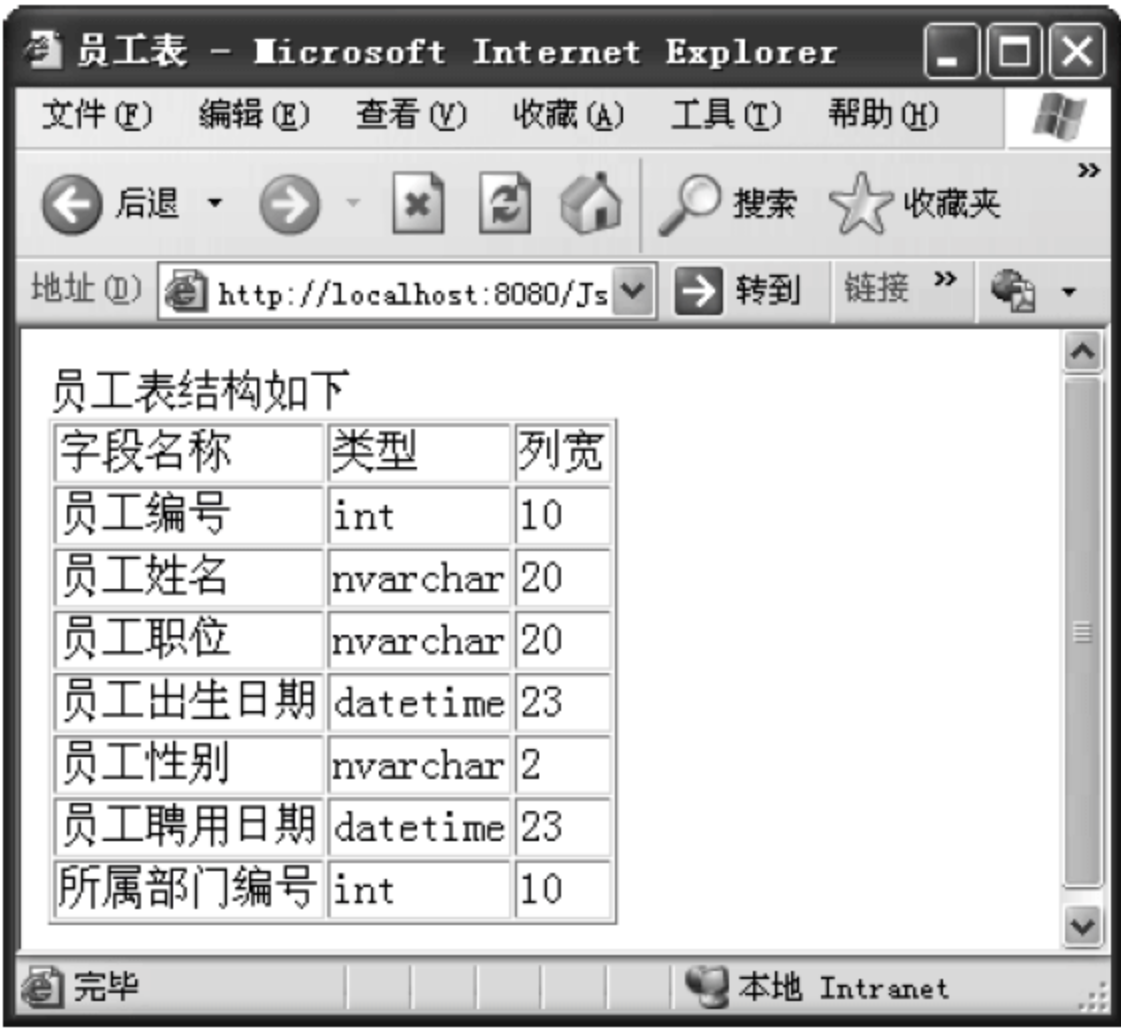 员工表 - Microsoft Internet Explorer
文件(F) 编辑(E) 查看(V) 收藏(A) 工具(T) 帮助(H)
后退 搜索 收藏夹 »
地址(D) http://localhost:8080/Js 转到 链接 »
员工表结构如下
字段名称 类型 列宽
员工编号 int 10
员工姓名 nvarchar 20
员工职位 nvarchar 20
员工出生日期 datetime 23
员工性别 nvarchar 2
员工聘用日期 datetime 23
所属部门编号 int 10
完毕 本地 Intranet